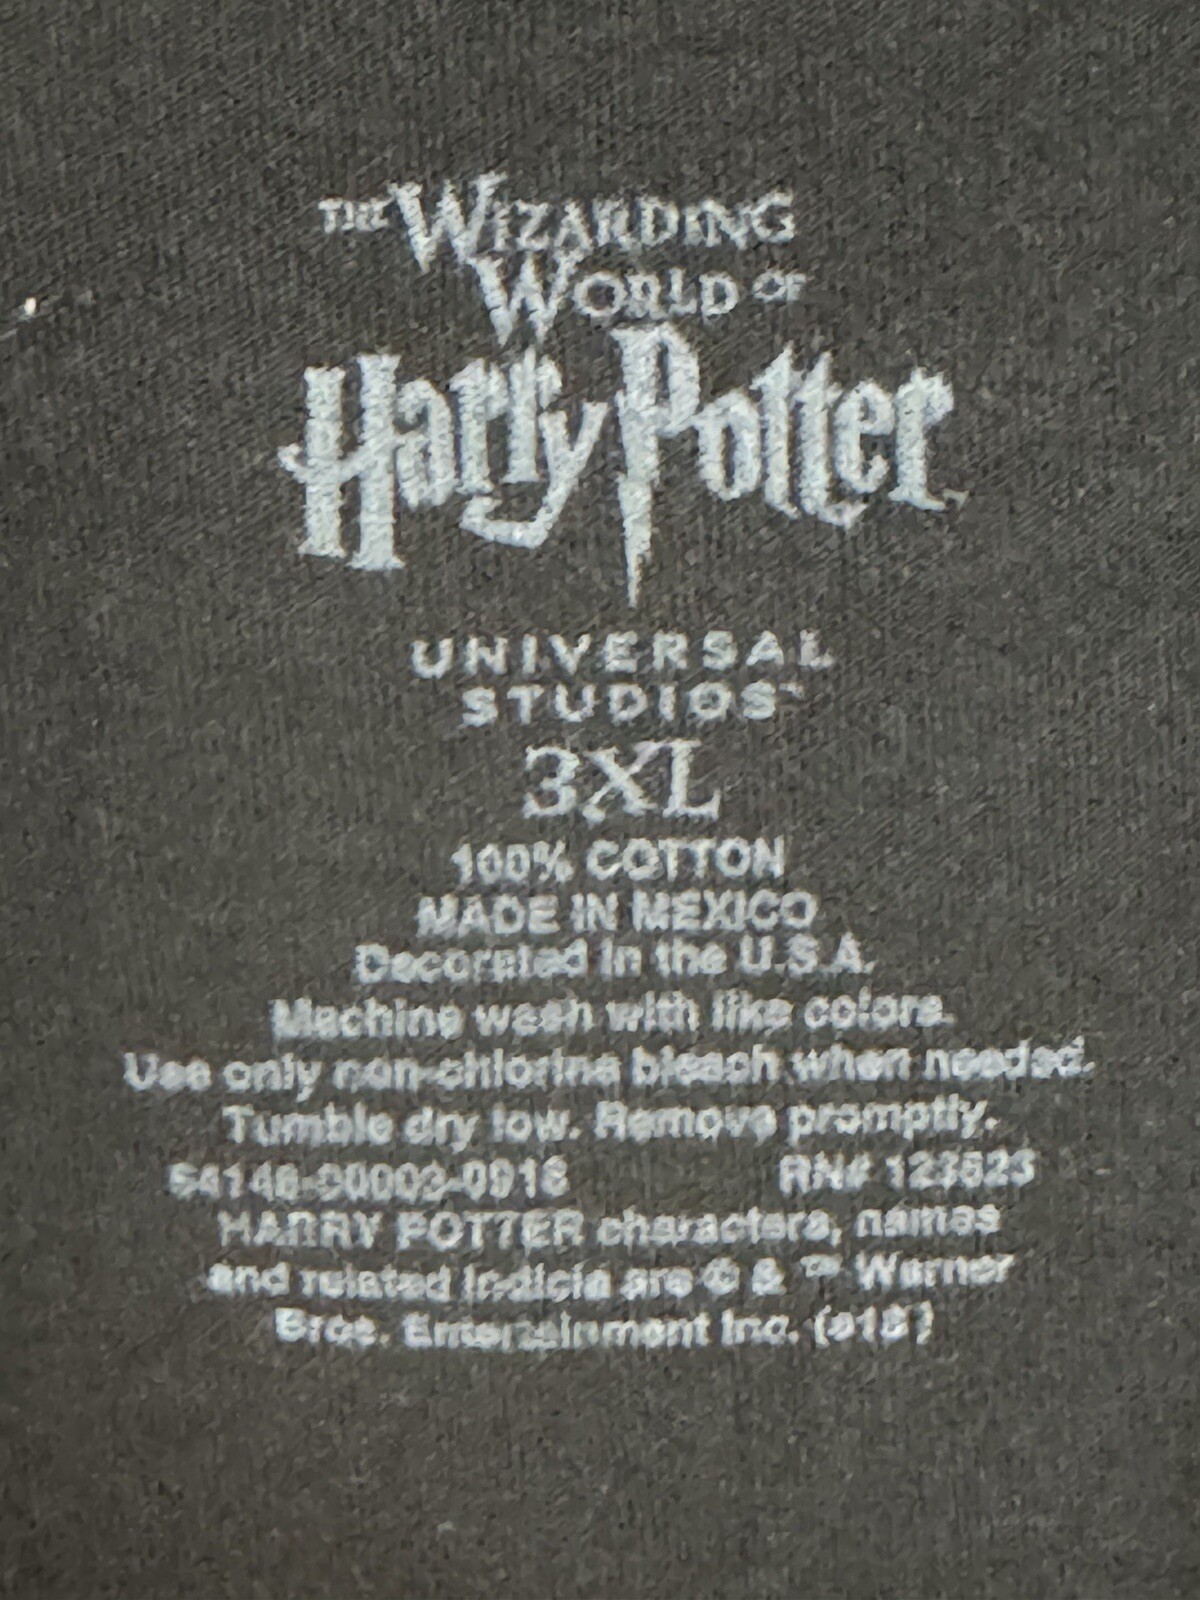 THE WIZARDING
WORLD OF
Harry Potter
UNIVERSAL
STUDIOS™
3XL
100% COTTON
MADE IN MEXICO
Decorated in the U.S.A.
Machine wash with like colors.
Use only non-chlorine bleach when needed.
Tumble dry low. Remove promptly.
RN# 123523
HARRY POTTER characters, names
and related indicia are © & ™ Warner
Bros. Entertainment Inc.